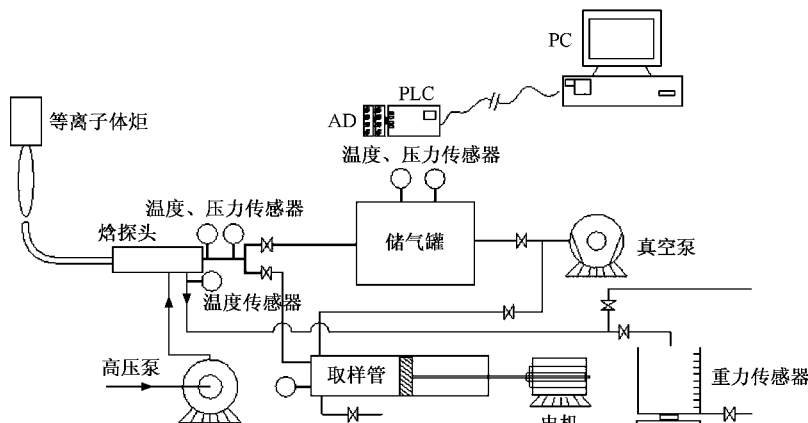 PC
PLC
AD
等离子体炬
温度、压力传感器
温度、压力传感器
焓探头
储气罐
真空泵
温度传感器
高压泵
取样管
重力传感器